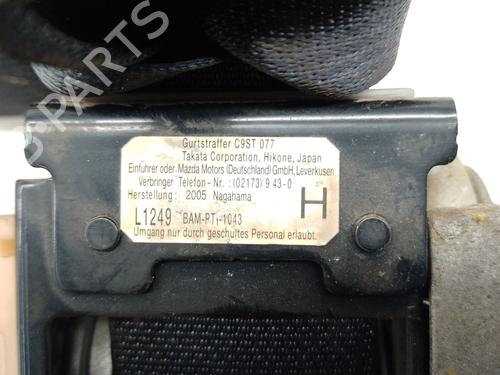 B-PARTS
Gurtstraffer C9ST 077
Takata Corporation, Hikone, Japan
Einführer oder Mazda Motors (Deutschland) GmbH, Leverkusen
Verbringer Telefon-Nr.: (02173) 9 43-0
Herstellung: 2005 Nagahama
L1249 BAM-PT₁-1043 H
Umgang nur durch geschultes Personal erlaubt.